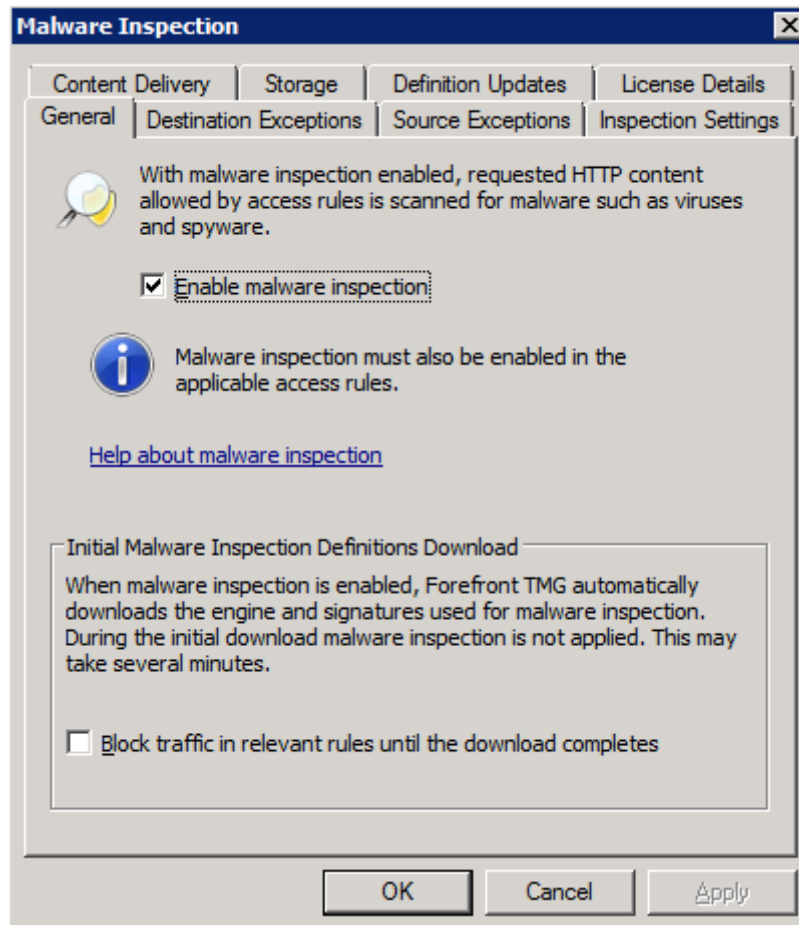 Malware Inspection
Content Delivery
Storage
Definition Updates
License Details
General
Destination Exceptions
Source Exceptions
Inspection Settings
With malware inspection enabled, requested HTTP content
allowed by access rules is scanned for malware such as viruses
and spyware.
Enable malware inspection
Malware inspection must also be enabled in the
applicable access rules.
Help about malware inspection
Initial Malware Inspection Definitions Download
When malware inspection is enabled, Forefront TMG automatically
downloads the engine and signatures used for malware inspection.
During the initial download malware inspection is not applied. This may
take several minutes.
Block traffic in relevant rules until the download completes
OK
Cancel
Apply